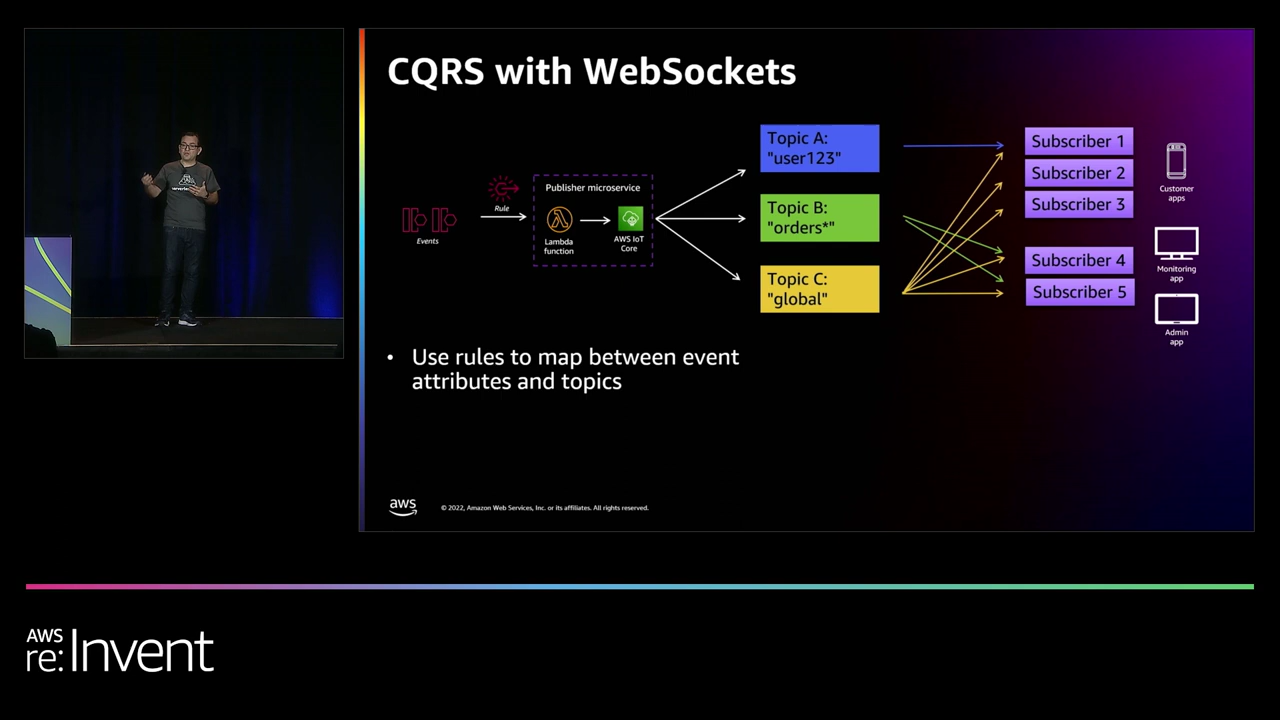 CQRS with WebSockets
Events
Rule
Publisher microservice
Lambda
function
AWS IoT
Core
Topic A:
"user123"
Topic B:
"orders*"
Topic C:
"global"
Subscriber 1
Subscriber 2
Subscriber 3
Subscriber 4
Subscriber 5
Customer
apps
Monitoring
app
Admin
app
• Use rules to map between event
attributes and topics
aws
© 2022, Amazon Web Services, Inc. or its affiliates. All rights reserved.
AWS
re:Invent